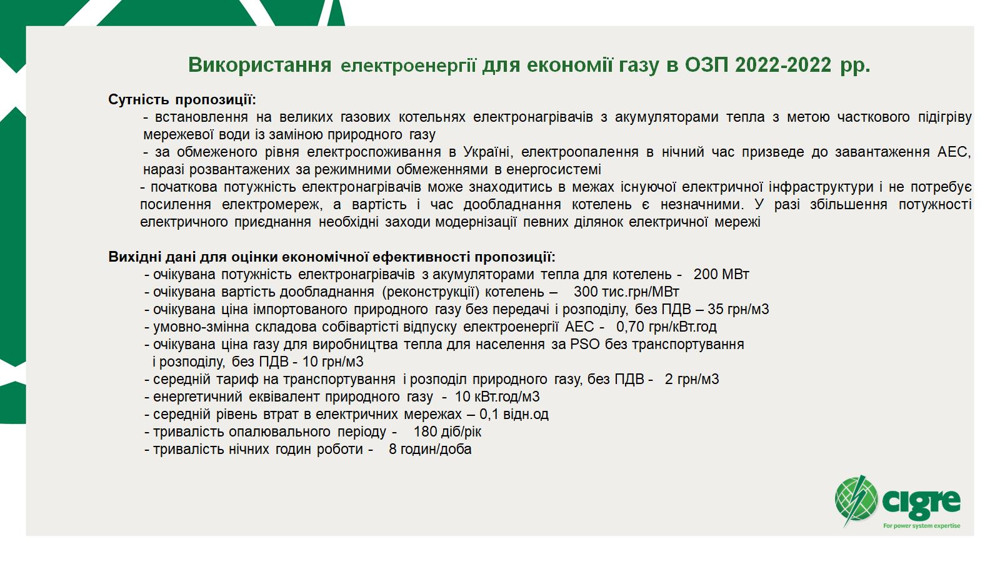 Використання електроенергії для економії газу в ОЗП 2022-2022 рр.
Сутність пропозиції:
- встановлення на великих газових котельнях електронагрівачів з акумуляторами тепла з метою часткового підігріву
мережевої води із заміною природного газу
- за обмеженого рівня електроспоживання в Україні, електроопалення в нічний час призведе до завантаження АЕС,
наразі розвантажених за режимними обмеженнями в енергосистемі
- початкова потужність електронагрівачів може знаходитись в межах існуючої електричної інфраструктури і не потребує
посилення електромереж, а вартість і час дообладнання котелень є незначними. У разі збільшення потужності
електричного приєднання необхідні заходи модернізації певних ділянок електричної мережі
Вихідні дані для оцінки економічної ефективності пропозиції:
- очікувана потужність електронагрівачів з акумуляторами тепла для котелень - 200 МВт
- очікувана вартість дообладнання (реконструкції) котелень – 300 тис.грн/МВт
- очікувана ціна імпортованого природного газу без передачі і розподілу, без ПДВ – 35 грн/м3
- умовно-змінна складова собівартісті відпуску електроенергії АЕС - 0,70 грн/кВт.год
- очікувана ціна газу для виробництва тепла для населення за PSO без транспортування
і розподілу, без ПДВ - 10 грн/м3
- середній тариф на транспортування і розподіл природного газу, без ПДВ - 2 грн/м3
- енергетичний еквівалент природного газу - 10 кВт.год/м3
- середній рівень втрат в електричних мережах – 0,1 відн.од
- тривалість опалювального періоду - 180 діб/рік
- тривалість нічних годин роботи - 8 годин/доба
cigre
For power system expertise